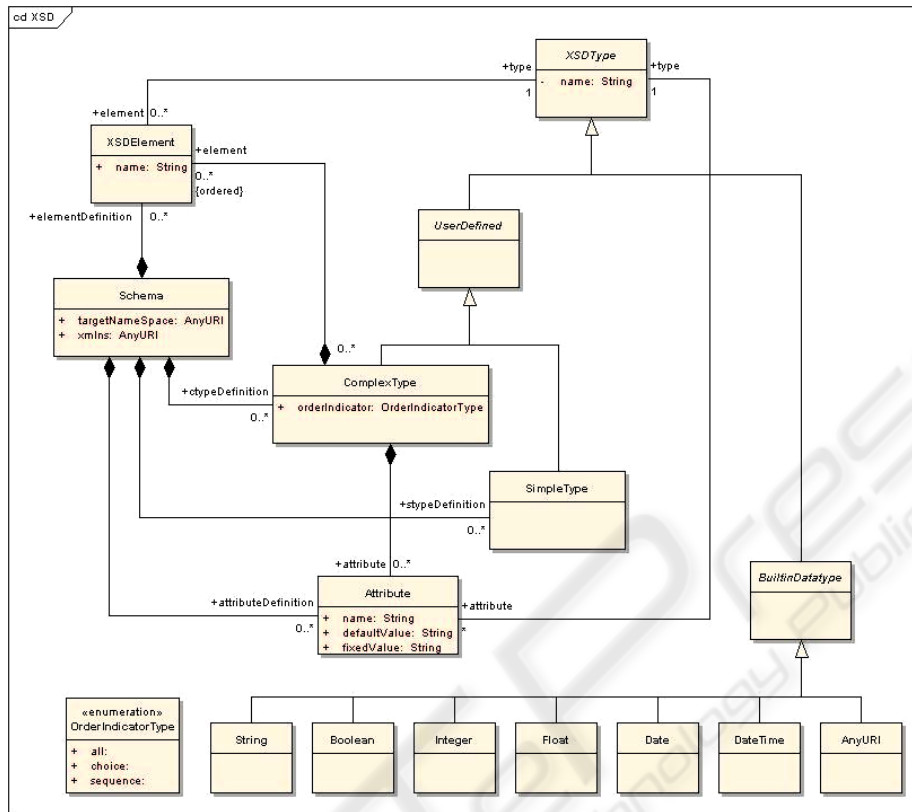 cd XSD
XSDType
- name: String
+type
1
+type
1
+element 0..*
XSDElement
+ name: String
+element
0..*
{ordered}
+elementDefinition 0..*
UserDefined
Schema
+ targetNameSpace: AnyURI
+ xmlns: AnyURI
0..*
+ctypeDefinition
0..*
ComplexType
+ orderIndicator: OrderIndicatorType
SimpleType
+stypeDefinition
0..*
+attribute 0..*
BuiltinDatatype
+attributeDefinition
0..*
Attribute
+ name: String
+ defaultValue: String
+ fixedValue: String
+attribute
*
«enumeration»
OrderIndicatorType
+ all:
+ choice:
+ sequence:
String
Boolean
Integer
Float
Date
DateTime
AnyURI